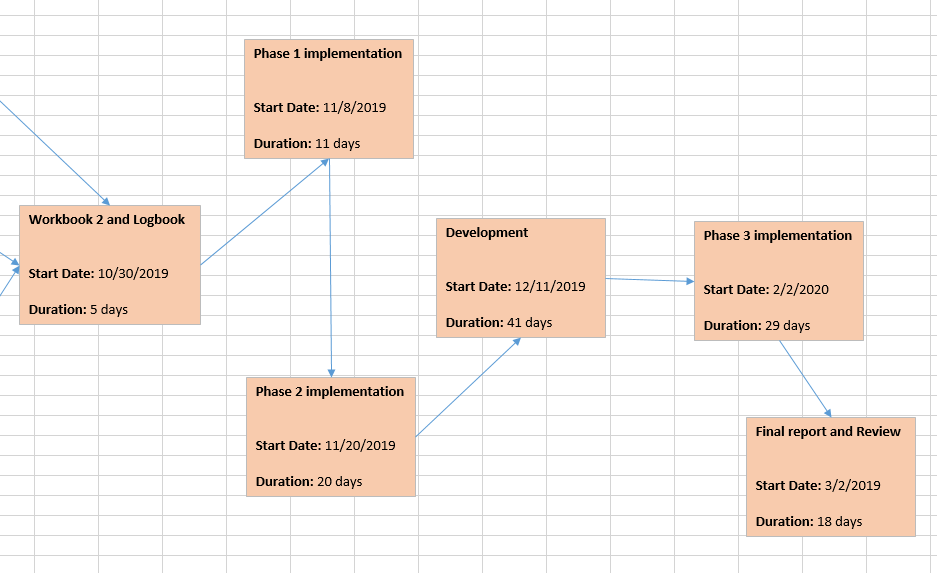 Phase 1 implementation
Start Date: 11/8/2019
Duration: 11 days
Workbook 2 and Logbook
Start Date: 10/30/2019
Duration: 5 days
Development
Start Date: 12/11/2019
Duration: 41 days
Phase 3 implementation
Start Date: 2/2/2020
Duration: 29 days
Phase 2 implementation
Start Date: 11/20/2019
Duration: 20 days
Final report and Review
Start Date: 3/2/2019
Duration: 18 days